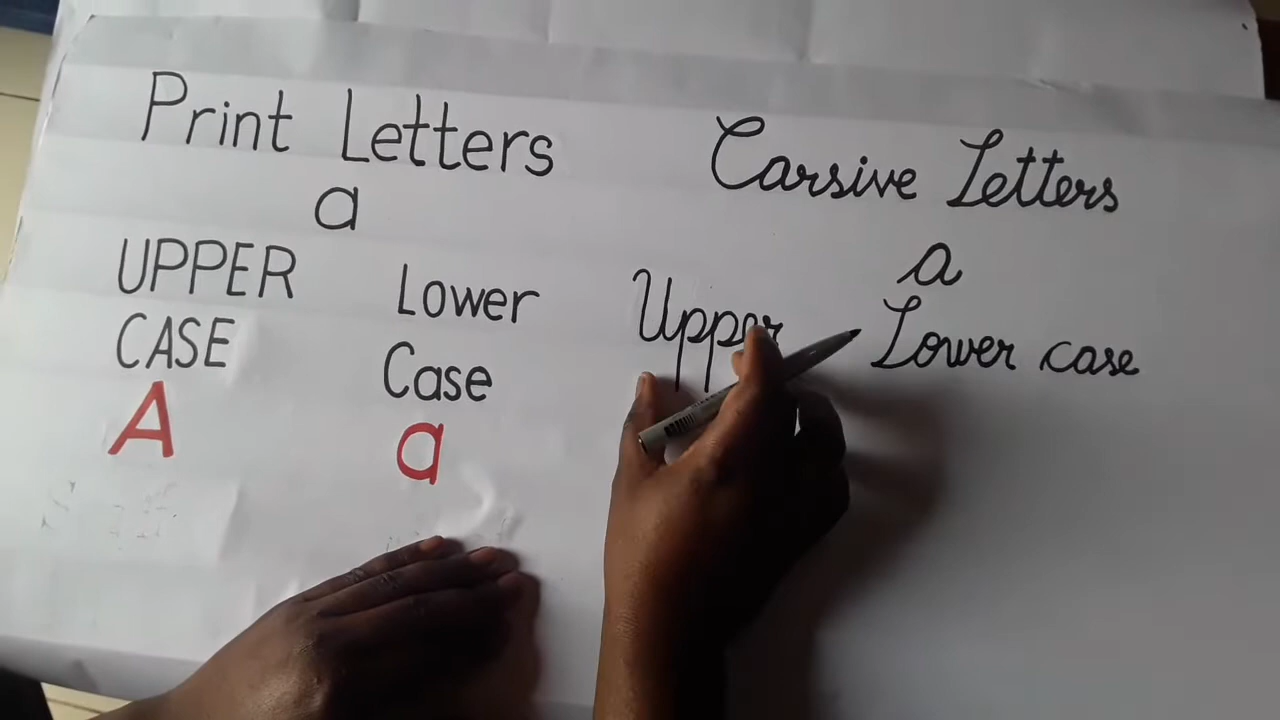 Print Letters
a
UPPER
CASE
A
Lower
Case
a
Carsive Letters
a
Upper
Lower case